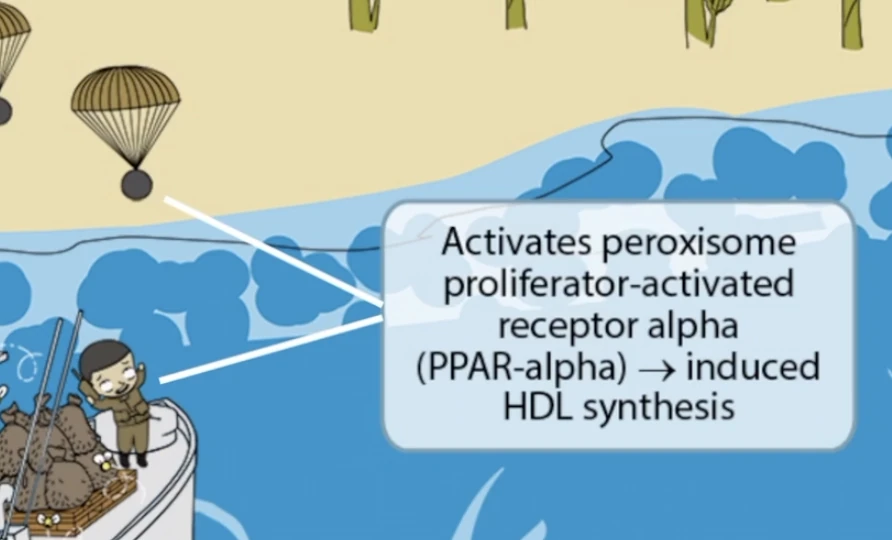 Activates peroxisome
proliferator-activated
receptor alpha
(PPAR-alpha) → induced
HDL synthesis